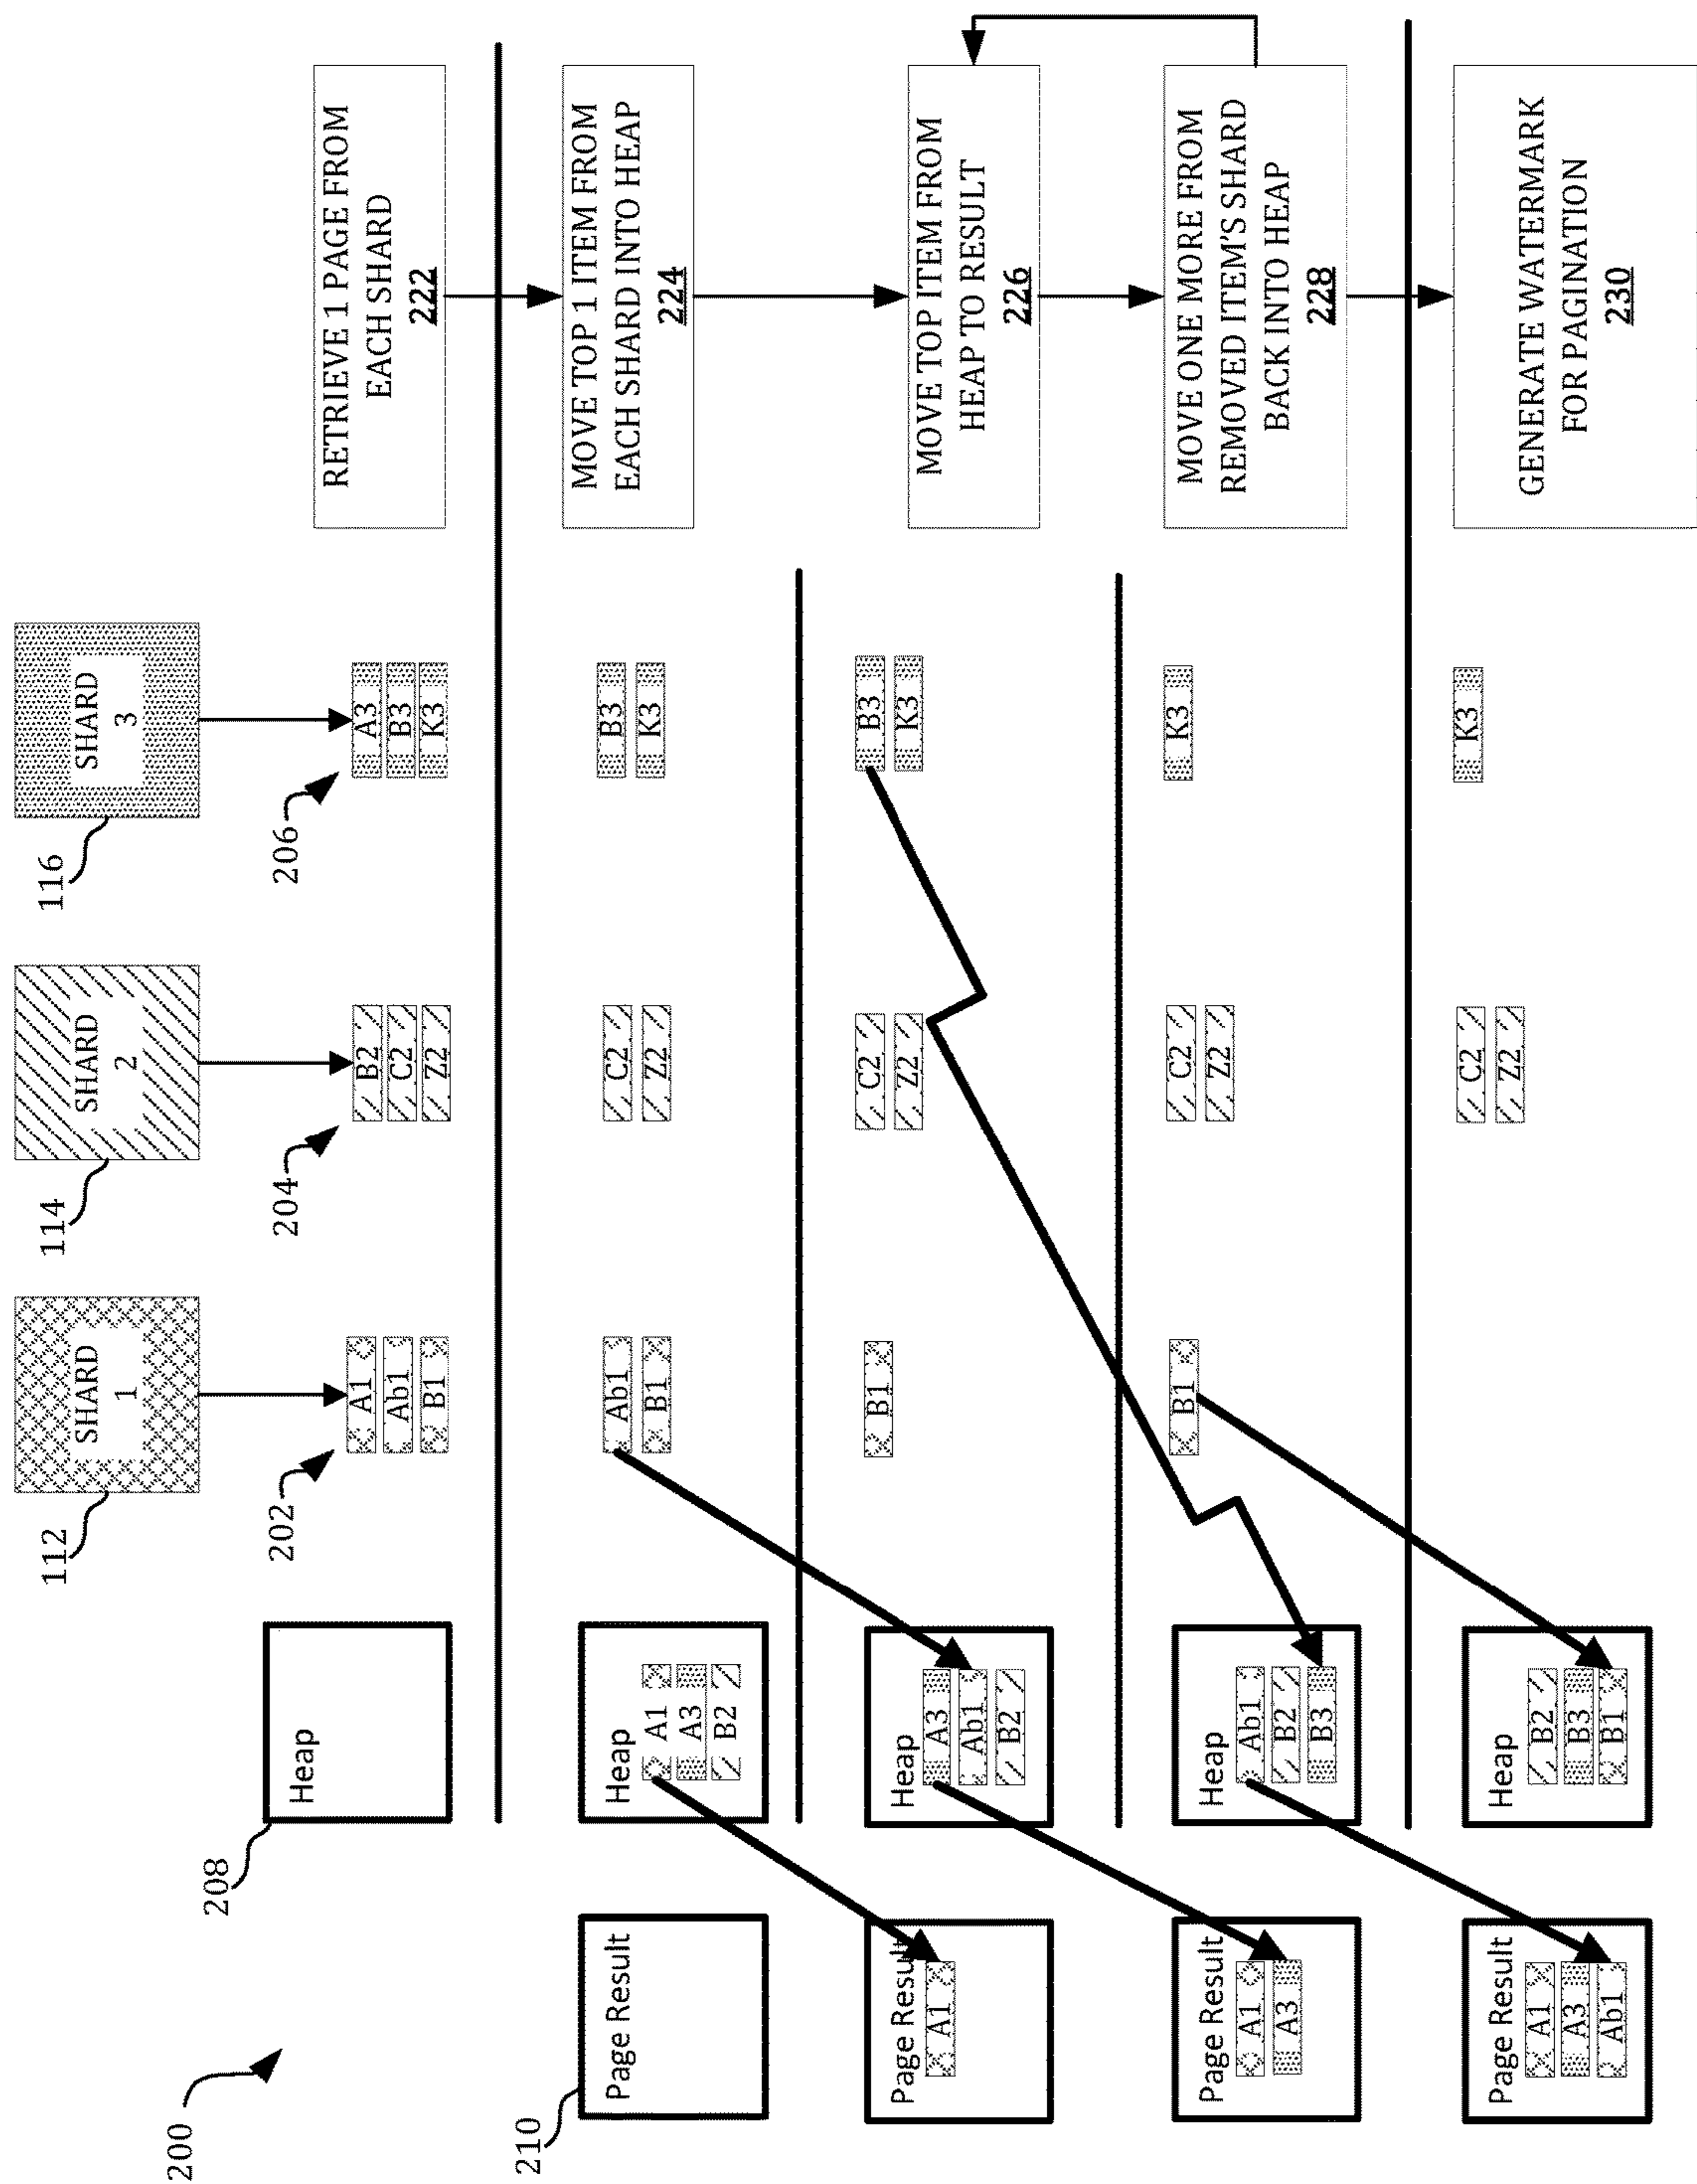 112
SHARD
1
114
SHARD
2
116
SHARD
3
200
208
Heap
202
A1
Ab1
B1
204
B2
C2
Z2
206
A3
B3
K3
RETRIEVE 1 PAGE FROM
EACH SHARD
222
210
Page Result
Heap
A1
A3
B2
Ab1
B1
C2
Z2
B3
K3
MOVE TOP 1 ITEM FROM
EACH SHARD INTO HEAP
224
Page Result
A1
Heap
A3
Ab1
B2
B1
C2
Z2
B3
K3
MOVE TOP ITEM FROM
HEAP TO RESULT
226
Page Result
A1
A3
Heap
Ab1
B2
B3
B1
C2
Z2
K3
MOVE ONE MORE FROM
REMOVED ITEM'S SHARD
BACK INTO HEAP
228
Page Result
A1
A3
Ab1
Heap
B2
B3
B1
C2
Z2
K3
GENERATE WATERMARK
FOR PAGINATION
230